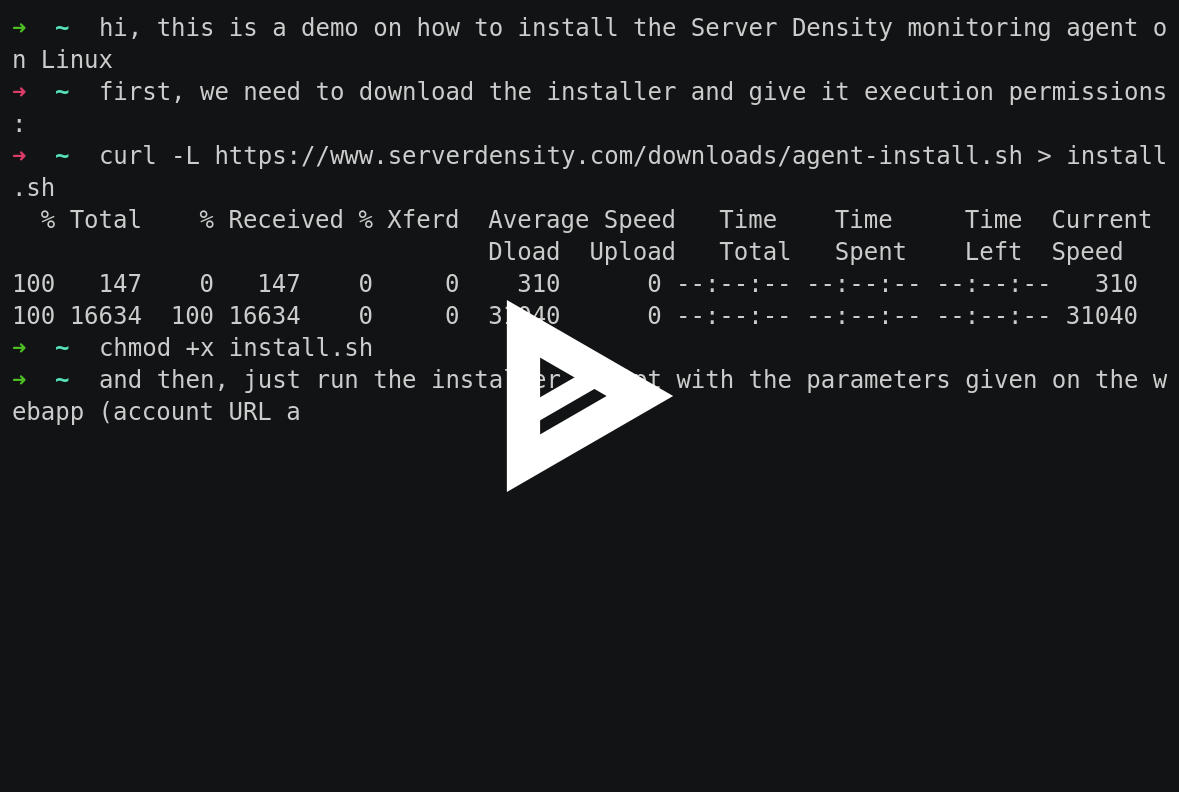 ➜  ~  hi, this is a demo on how to install the Server Density monitoring agent o
n Linux
➜  ~  first, we need to download the installer and give it execution permissions
:
➜  ~  curl -L https://www.serverdensity.com/downloads/agent-install.sh > install
.sh
  % Total    % Received % Xferd  Average Speed   Time    Time     Time  Current
                                 Dload  Upload   Total   Spent    Left  Speed
100   147    0   147    0     0    310      0 --:--:-- --:--:-- --:--:--   310
100 16634  100 16634    0     0  31040      0 --:--:-- --:--:-- --:--:-- 31040
➜  ~  chmod +x install.sh
➜  ~  and then, just run the installer with the parameters given on the w
ebapp (account URL a